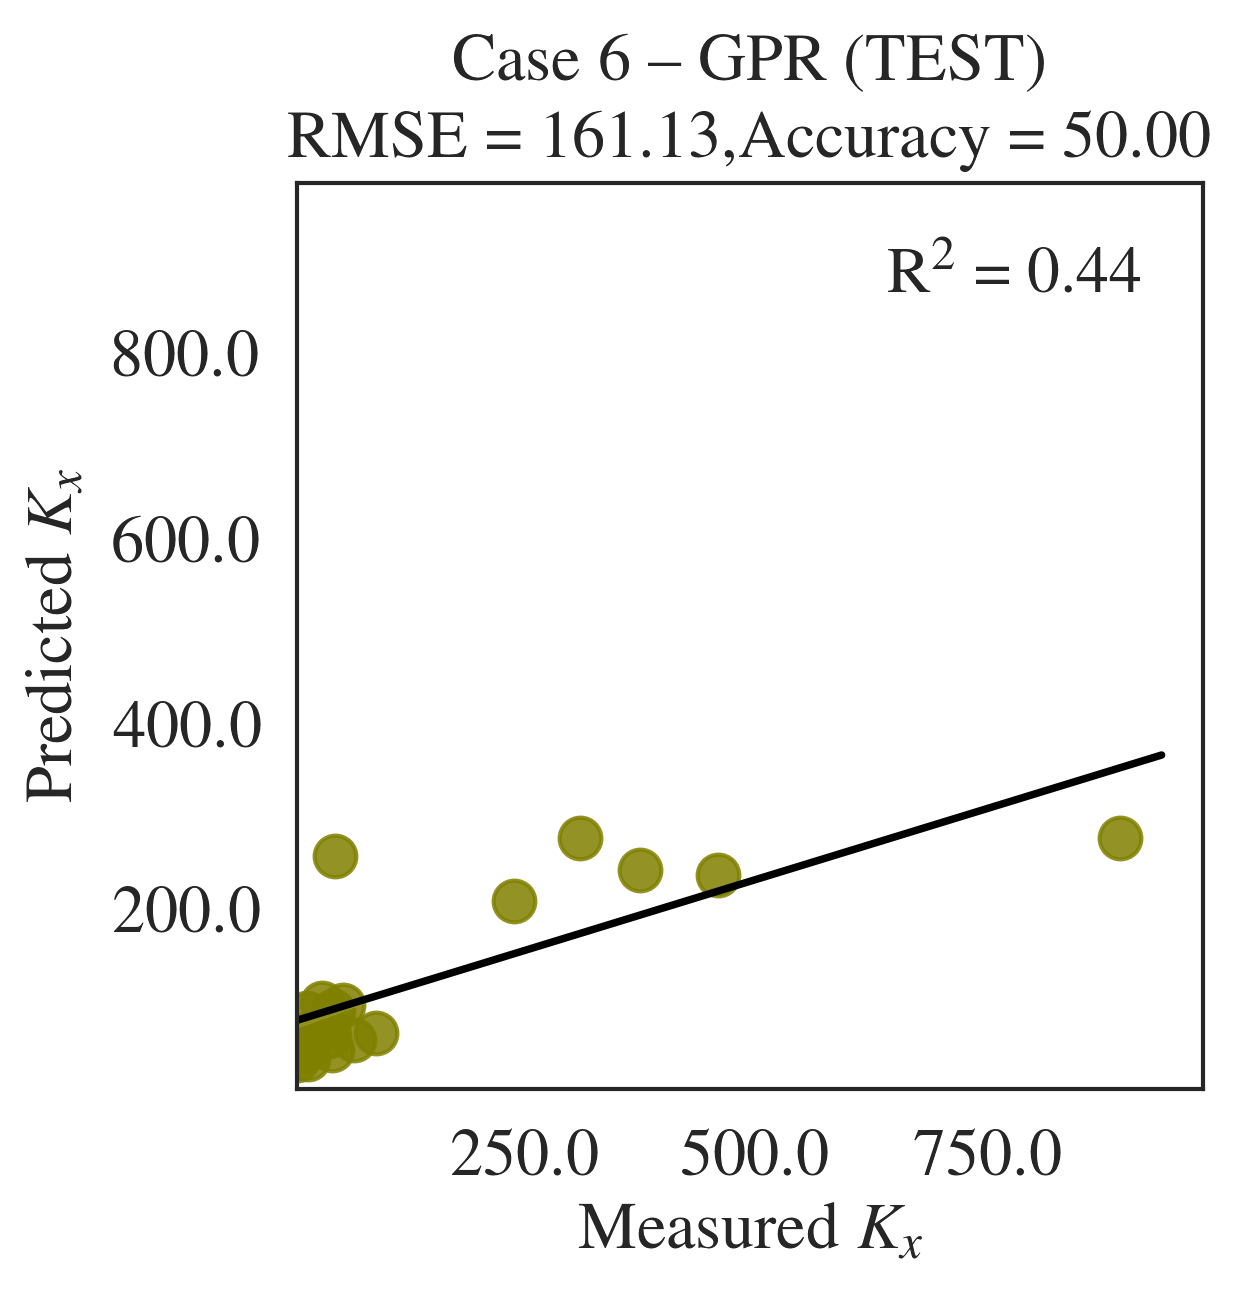 Case 6 – GPR (TEST)
RMSE = 161.13,Accuracy = 50.00
R² = 0.44
800.0
600.0
400.0
200.0
Predicted Kₓ
250.0 500.0 750.0
Measured Kₓ